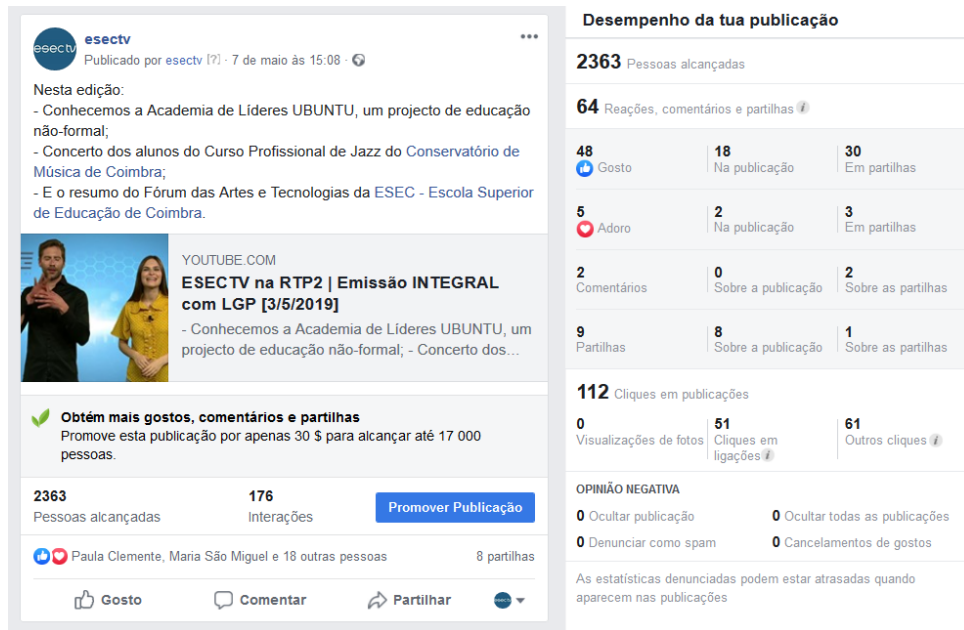 esectv
esectv
Publicado por esectv [?] · 7 de maio às 15:08 ·
Nesta edição:
- Conhecemos a Academia de Líderes UBUNTU, um projecto de educação
não-formal;
- Concerto dos alunos do Curso Profissional de Jazz do Conservatório de
Música de Coimbra;
- E o resumo do Fórum das Artes e Tecnologias da ESEC - Escola Superior
de Educação de Coimbra.
YOUTUBE.COM
ESECTV na RTP2 | Emissão INTEGRAL
com LGP [3/5/2019]
- Conhecemos a Academia de Líderes UBUNTU, um
projecto de educação não-formal; - Concerto dos...
Obtém mais gostos, comentários e partilhas
Promove esta publicação por apenas 30 $ para alcançar até 17 000
pessoas.
2363 176
Pessoas alcançadas Interações Promover Publicação
Paula Clemente, Maria São Miguel e 18 outras pessoas 8 partilhas
Gosto Comentar Partilhar esectv
Desempenho da tua publicação
2363 Pessoas alcançadas
64 Reações, comentários e partilhas i
48 18 30
Gosto Na publicação Em partilhas
5 2 3
Adoro Na publicação Em partilhas
2 0 2
Comentários Sobre a publicação Sobre as partilhas
9 8 1
Partilhas Sobre a publicação Sobre as partilhas
112 Cliques em publicações
0 51 61
Visualizações de fotos Cliques em Outros cliques i
ligações i
OPINIÃO NEGATIVA
0 Ocultar publicação 0 Ocultar todas as publicações
0 Denunciar como spam 0 Cancelamentos de gostos
As estatísticas denunciadas podem estar atrasadas quando
aparecem nas publicações